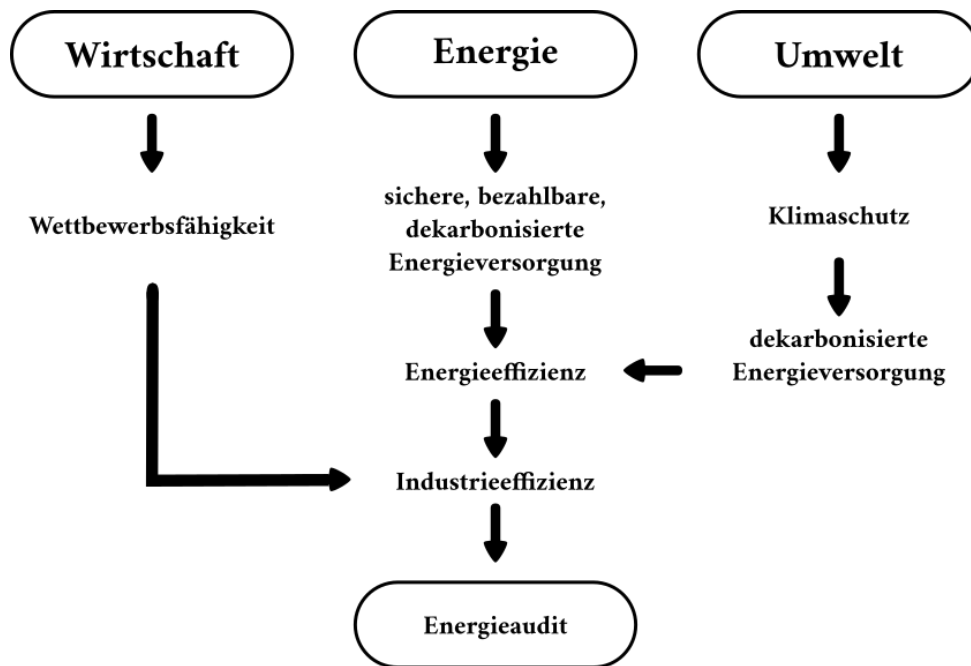 Wirtschaft
Energie
Umwelt
Wettbewerbsfähigkeit
sichere, bezahlbare,
dekarbonisierte
Energieversorgung
Klimaschutz
dekarbonisierte
Energieversorgung
Energieeffizienz
Industrieeffizienz
Energieaudit